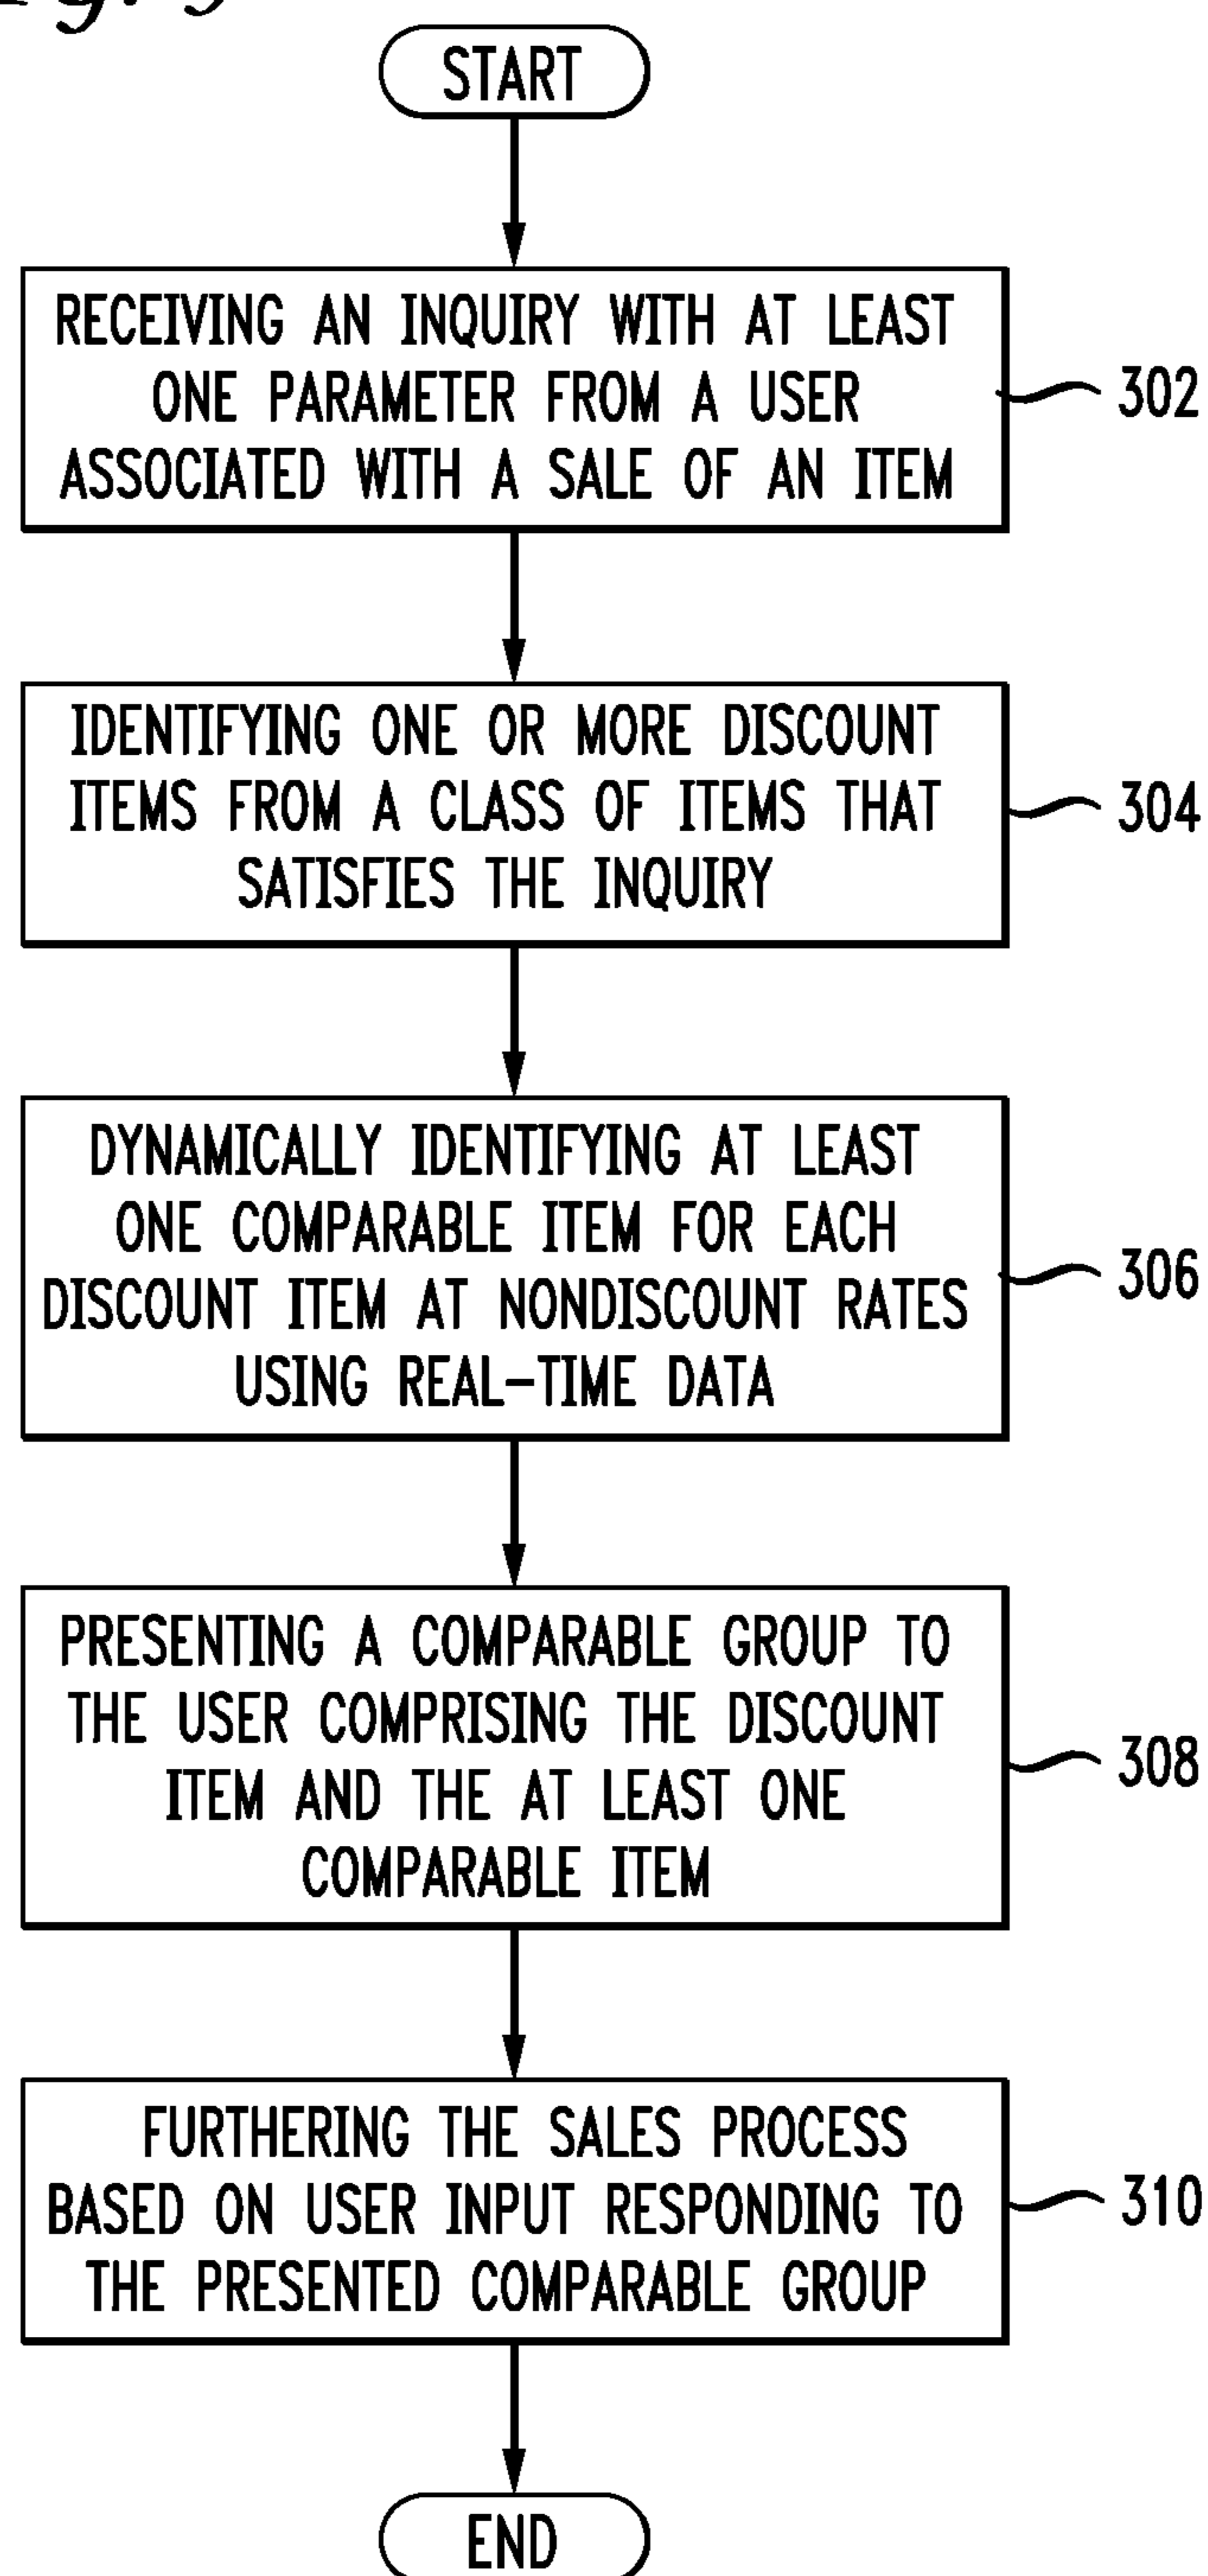 START
RECEIVING AN INQUIRY WITH AT LEAST
ONE PARAMETER FROM A USER
ASSOCIATED WITH A SALE OF AN ITEM
302
IDENTIFYING ONE OR MORE DISCOUNT
ITEMS FROM A CLASS OF ITEMS THAT
SATISFIES THE INQUIRY
304
DYNAMICALLY IDENTIFYING AT LEAST
ONE COMPARABLE ITEM FOR EACH
DISCOUNT ITEM AT NONDISCOUNT RATES
USING REAL-TIME DATA
306
PRESENTING A COMPARABLE GROUP TO
THE USER COMPRISING THE DISCOUNT
ITEM AND THE AT LEAST ONE
COMPARABLE ITEM
308
FURTHERING THE SALES PROCESS
BASED ON USER INPUT RESPONDING TO
THE PRESENTED COMPARABLE GROUP
310
END